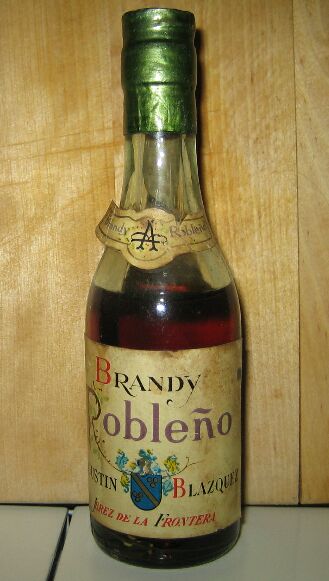 Brandy A Robleño
BRANDY
Robleño
BLAZQUEZ
JEREZ DE LA FRONTERA